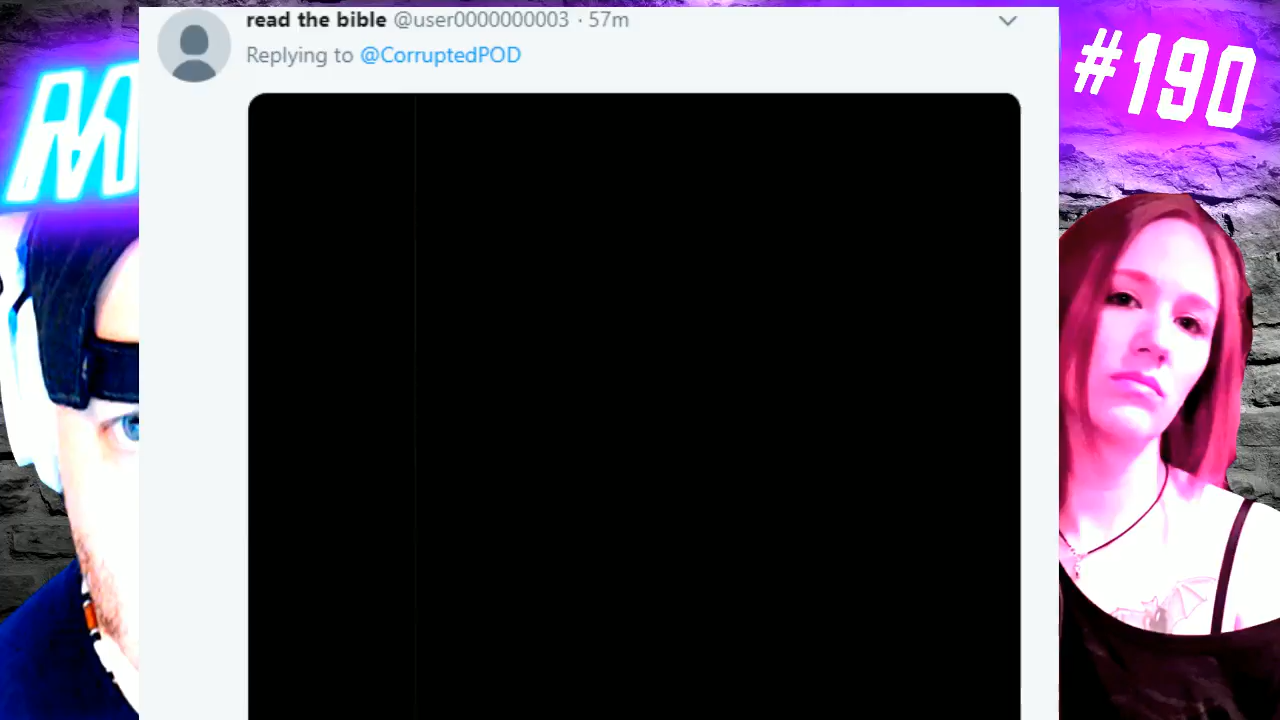 read the bible @user0000000003 · 57m
Replying to @CorruptedPOD
#190